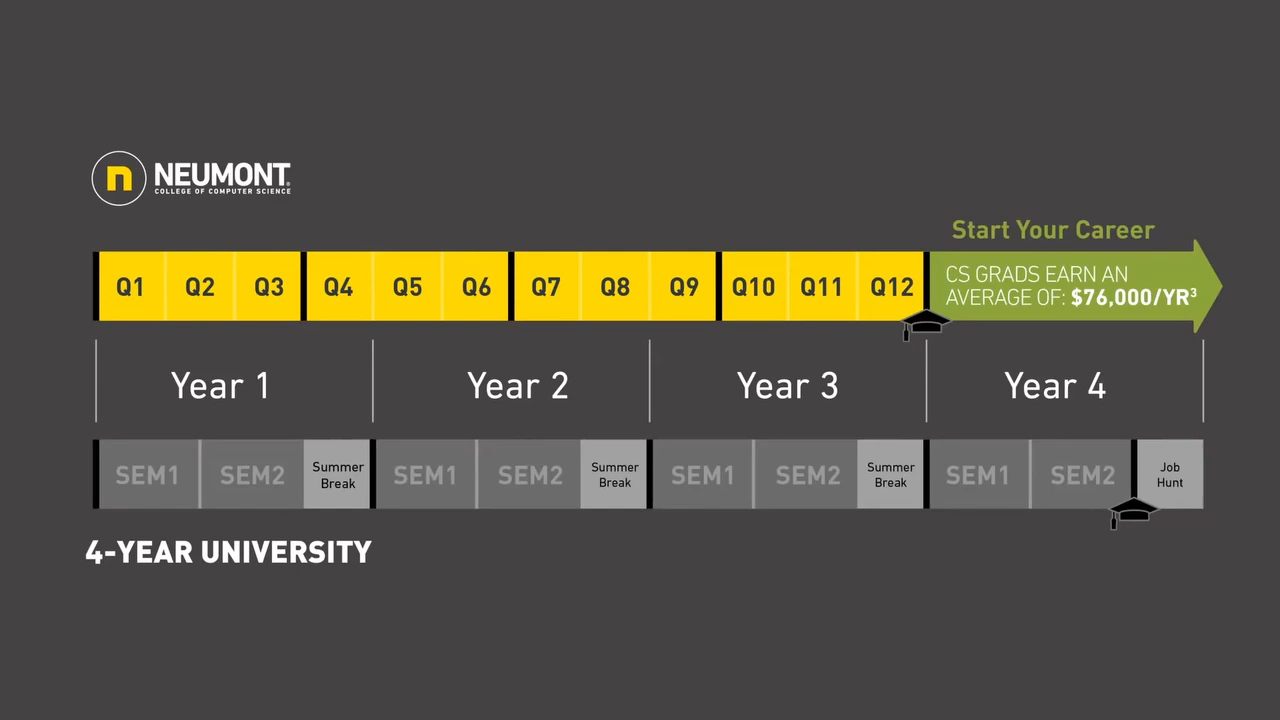 n NEUMONT®
COLLEGE OF COMPUTER SCIENCE
Start Your Career
Q1 Q2 Q3 Q4 Q5 Q6 Q7 Q8 Q9 Q10 Q11 Q12
CS GRADS EARN AN
AVERAGE OF: $76,000/YR³
Year 1 Year 2 Year 3 Year 4
SEM1 SEM2 Summer Break SEM1 SEM2 Summer Break SEM1 SEM2 Summer Break SEM1 SEM2 Job Hunt
4-YEAR UNIVERSITY